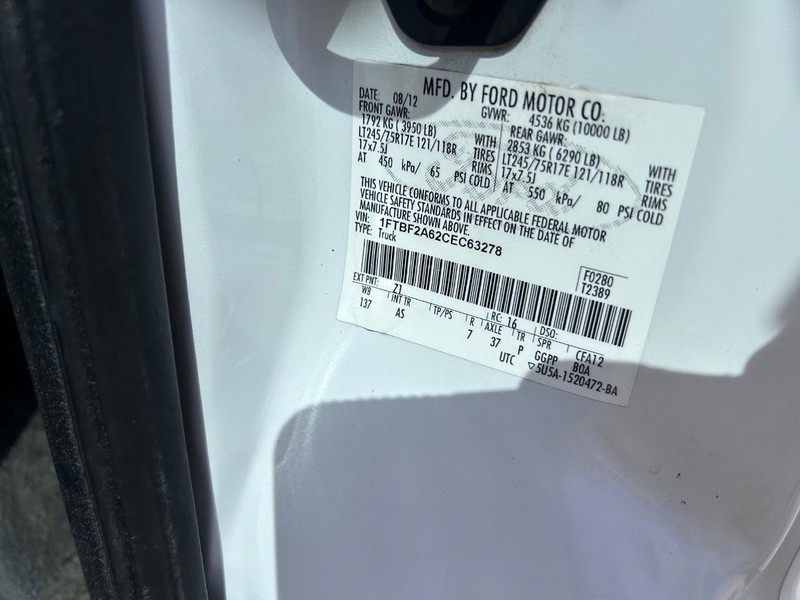 MFD. BY FORD MOTOR CO.
DATE: 08/12 GVWR: 4536 KG (10000 LB)
FRONT GAWR: REAR GAWR:
1792 KG ( 3950 LB) WITH 2853 KG ( 6290 LB) WITH
LT245/75R17E 121/118R TIRES LT245/75R17E 121/118R TIRES
17x7.5J RIMS 17x7.5J RIMS
AT 450 kPa/ 65 PSI COLD AT 550 kPa/ 80 PSI COLD
THIS VEHICLE CONFORMS TO ALL APPLICABLE FEDERAL MOTOR
VEHICLE SAFETY STANDARDS IN EFFECT ON THE DATE OF
MANUFACTURE SHOWN ABOVE.
VIN: 1FTBF2A62CEC63278
TYPE: Truck
F0280
T2389
EXT PNT: Z1 RC: 16 DSO:
WB INT TR TP/PS R AXLE TR SPR CFA12
137 AS 7 37 P GGPP BOA
UTC ▽5U5A-1520472-BA